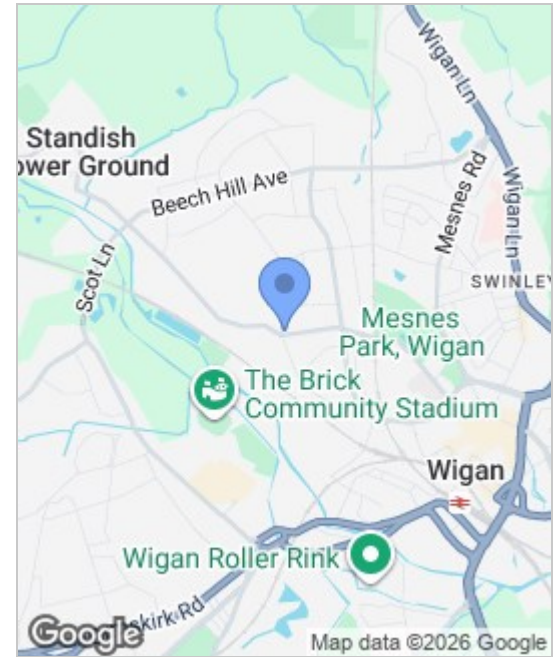 Wigan Ln
Standish
ower Ground
Beech Hill Ave
Mesnes Rd
Wigan Ln
Scot Ln
SWINLEY
Mesnes
Park, Wigan
The Brick
Community Stadium
Wigan
Wigan Roller Rink
skirk Rd
Google
Map data ©2026 Google